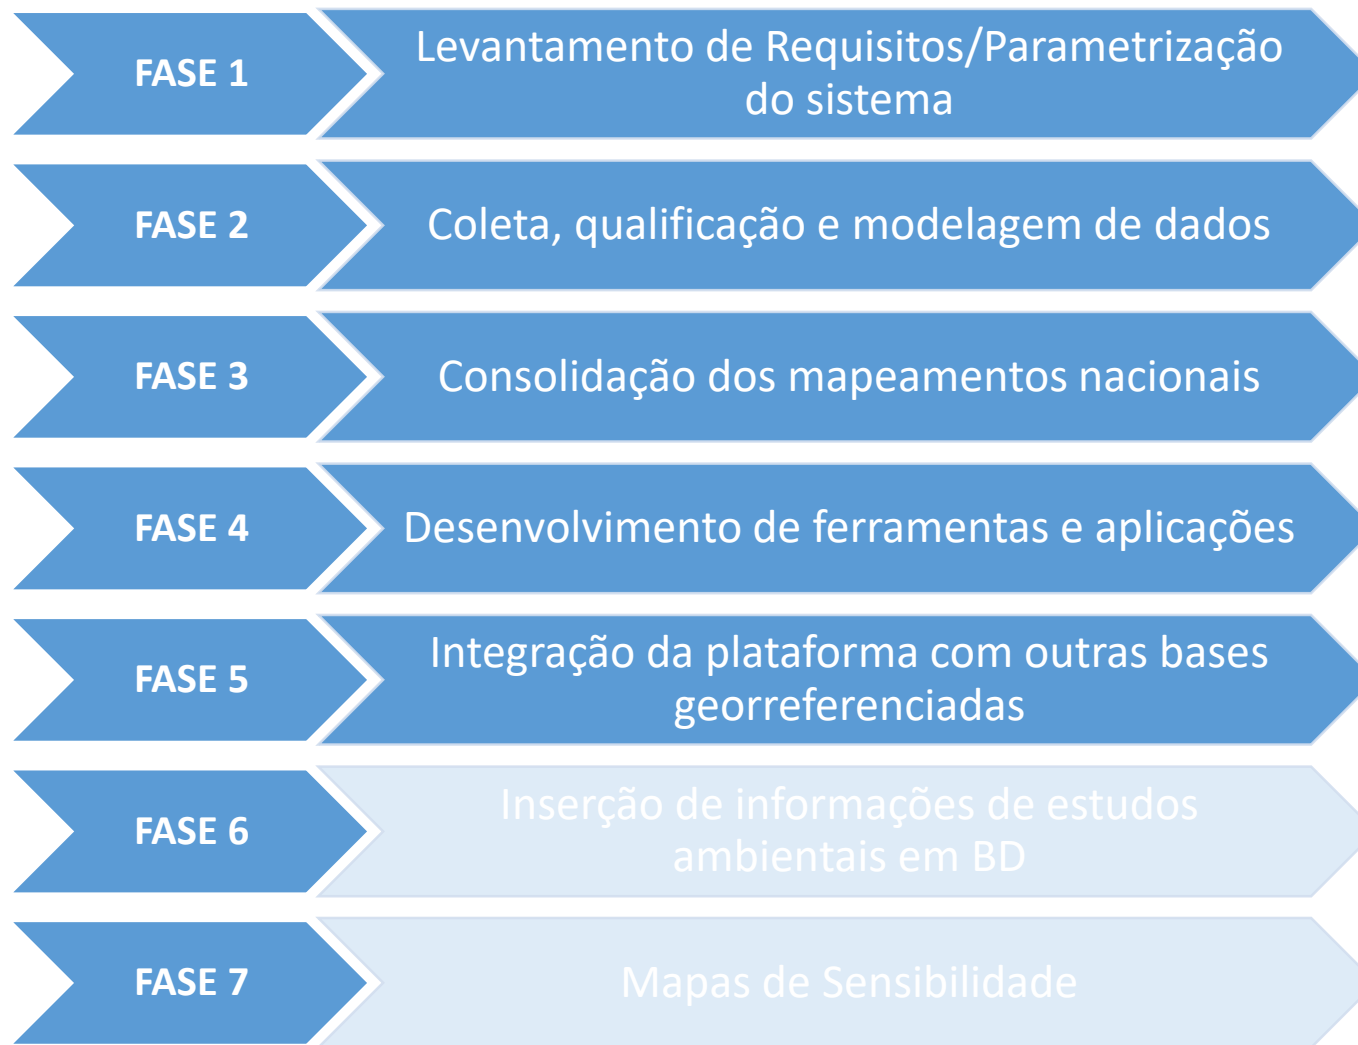 FASE 1
Levantamento de Requisitos/Parametrização
do sistema
FASE 2
Coleta, qualificação e modelagem de dados
FASE 3
Consolidação dos mapeamentos nacionais
FASE 4
Desenvolvimento de ferramentas e aplicações
FASE 5
Integração da plataforma com outras bases
georreferenciadas
FASE 6
Inserção de informações de estudos
ambientais em BD
FASE 7
Mapas de Sensibilidade